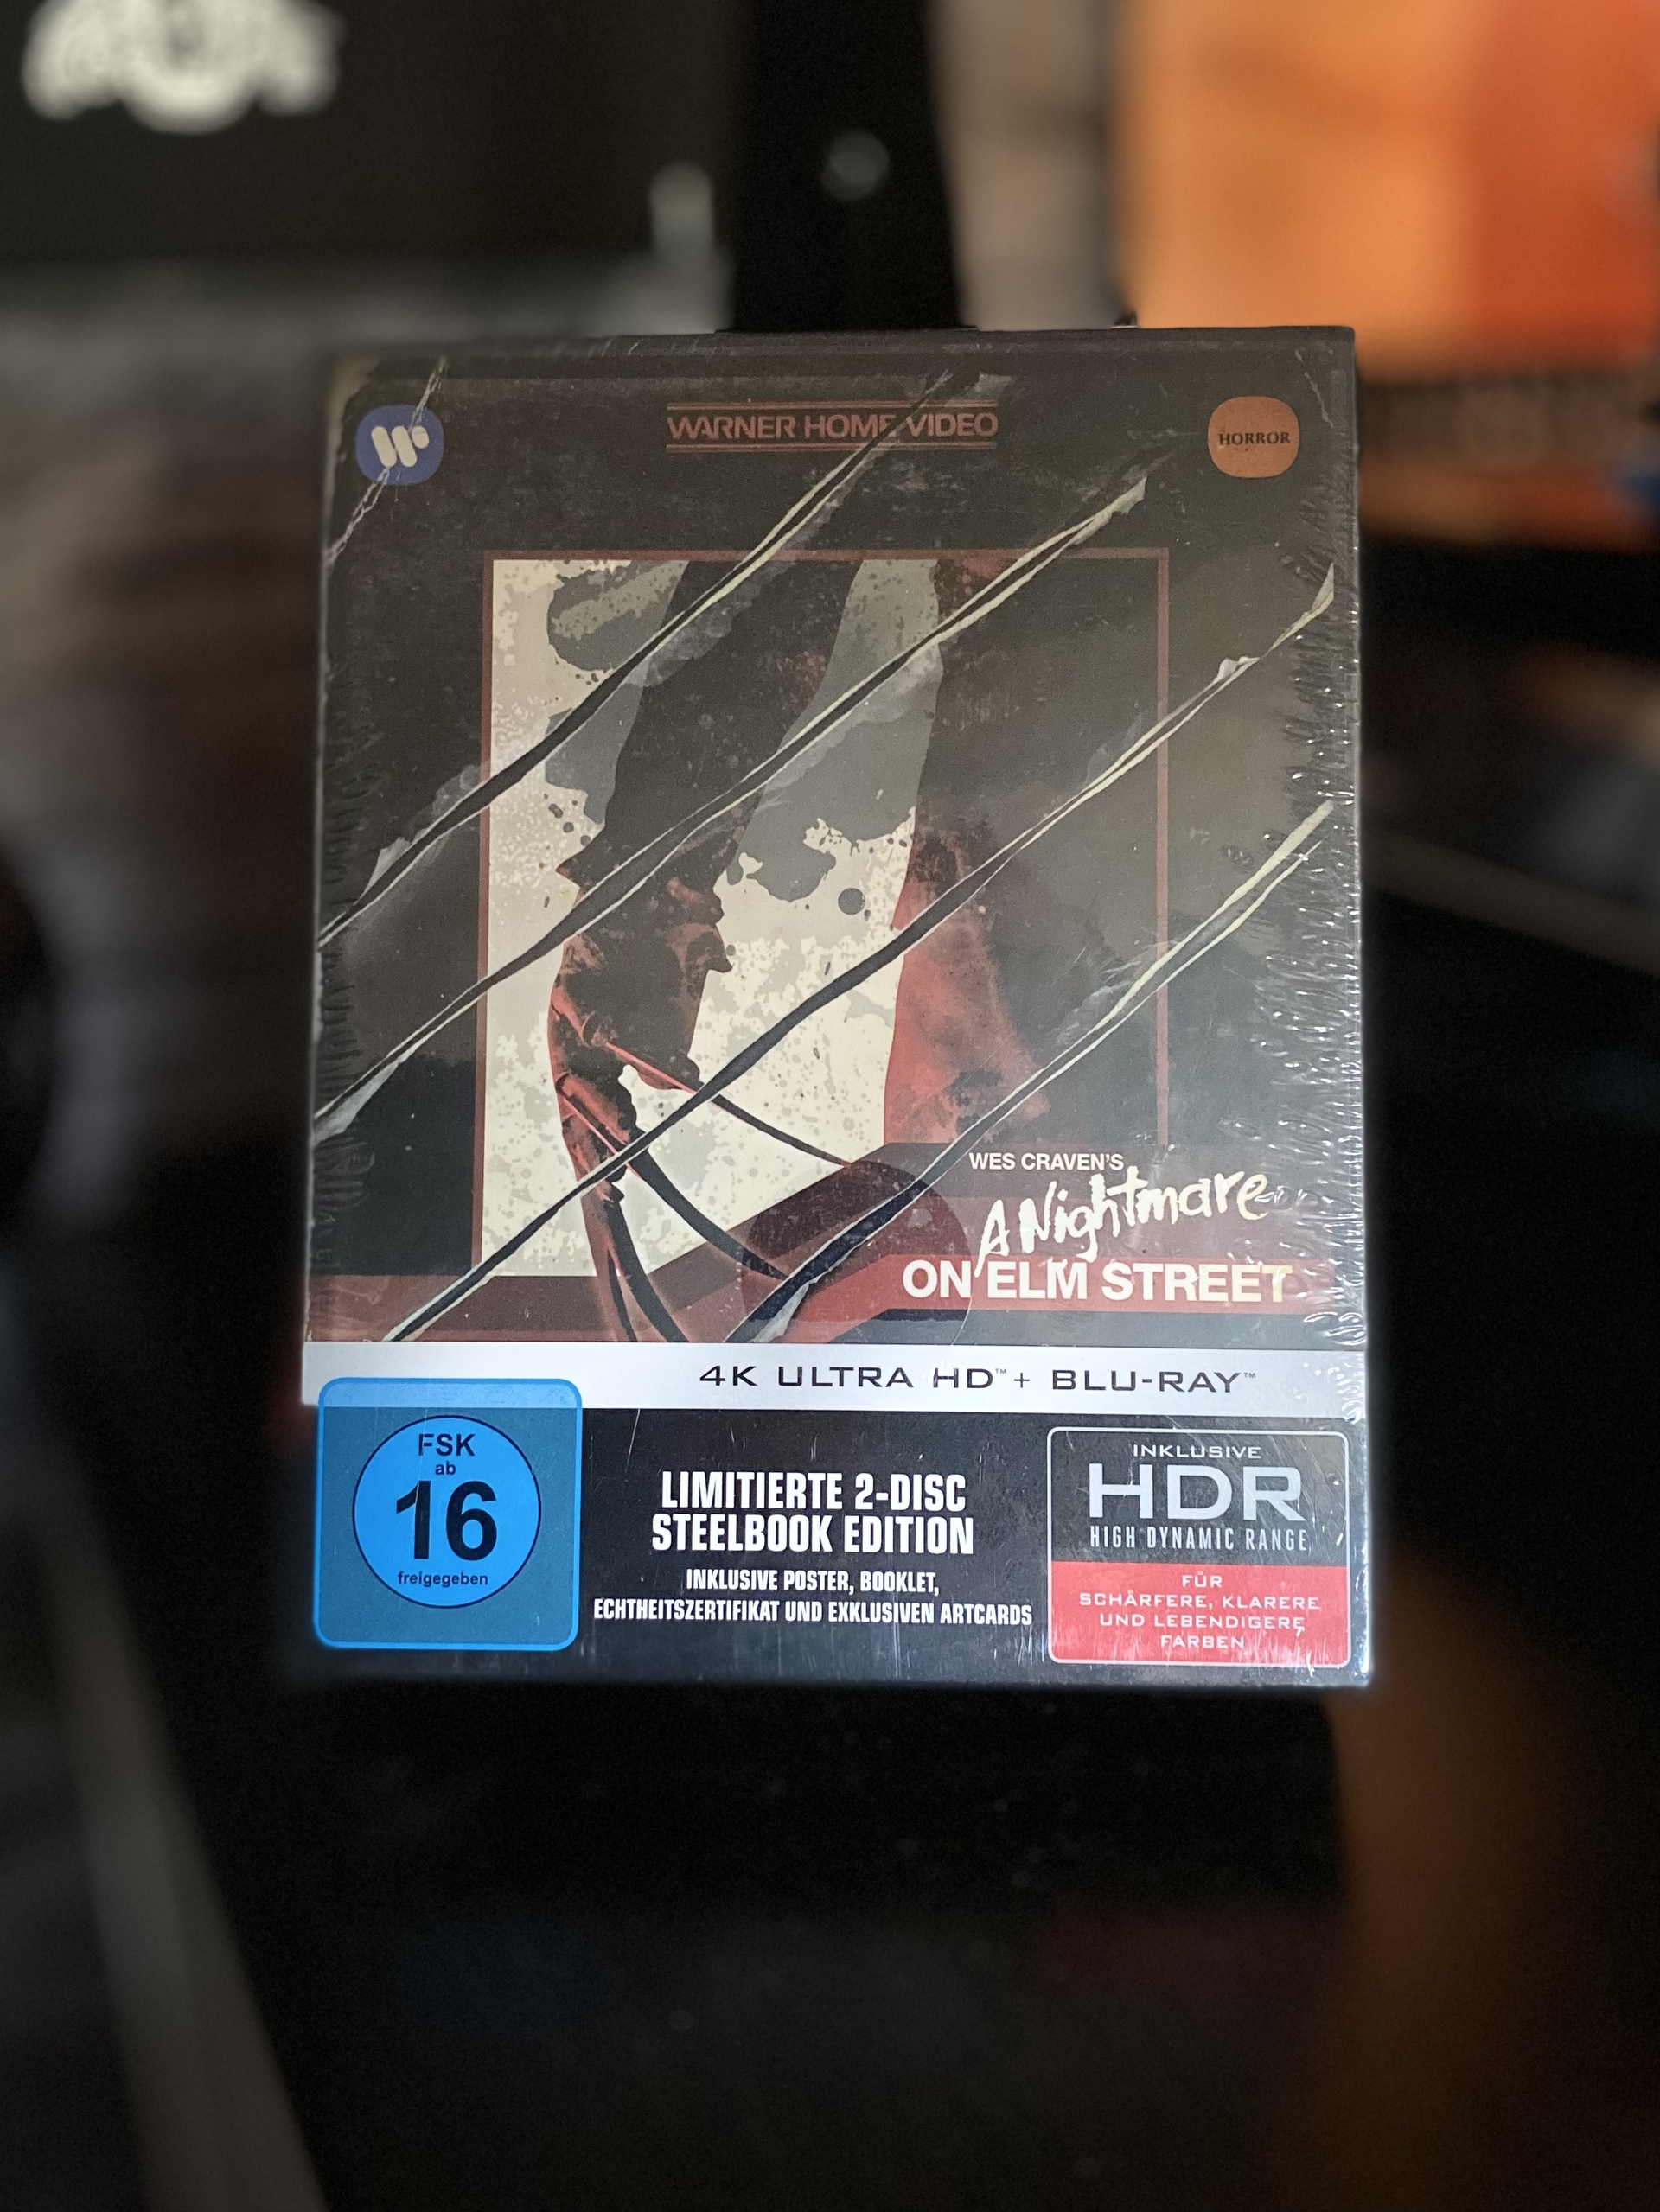 WARNER HOME VIDEO
HORROR
WES CRAVEN'S
A Nightmare
ON ELM STREET
4K ULTRA HD™ + BLU-RAY™
FSK
ab
16
freigegeben
LIMITIERTE 2-DISC
STEELBOOK EDITION
INKLUSIVE POSTER, BOOKLET,
ECHTHEITSZERTIFIKAT UND EXKLUSIVEN ARTCARDS
INKLUSIVE
HDR
HIGH DYNAMIC RANGE
FÜR
SCHÄRFERE, KLARERE
UND LEBENDIGERE
FARBEN